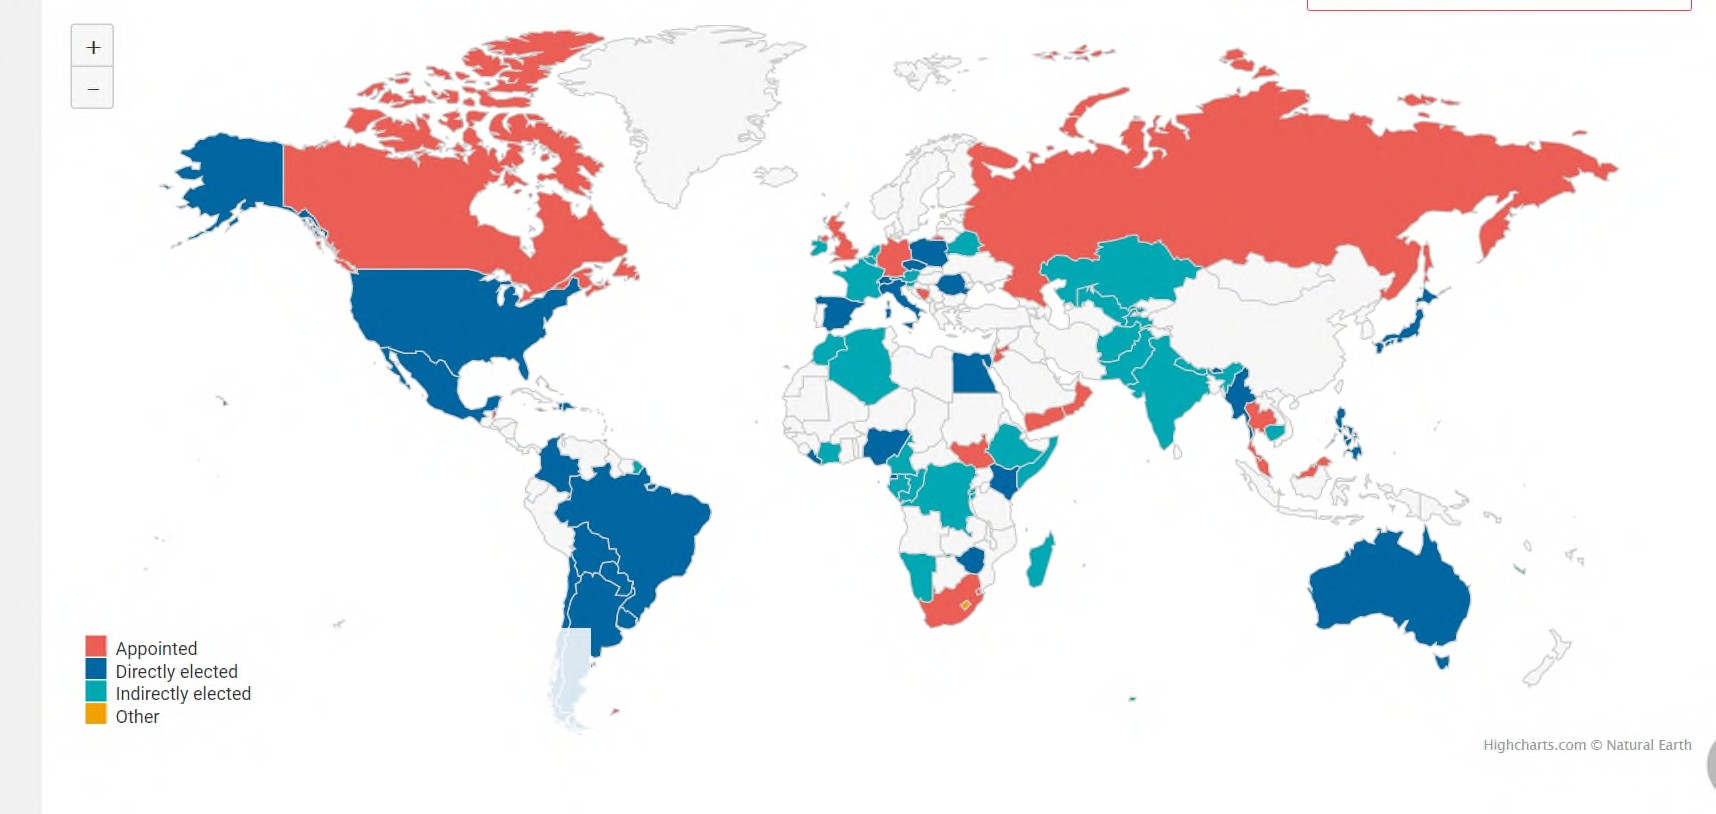 +
−
Appointed
Directly elected
Indirectly elected
Other
Highcharts.com © Natural Earth